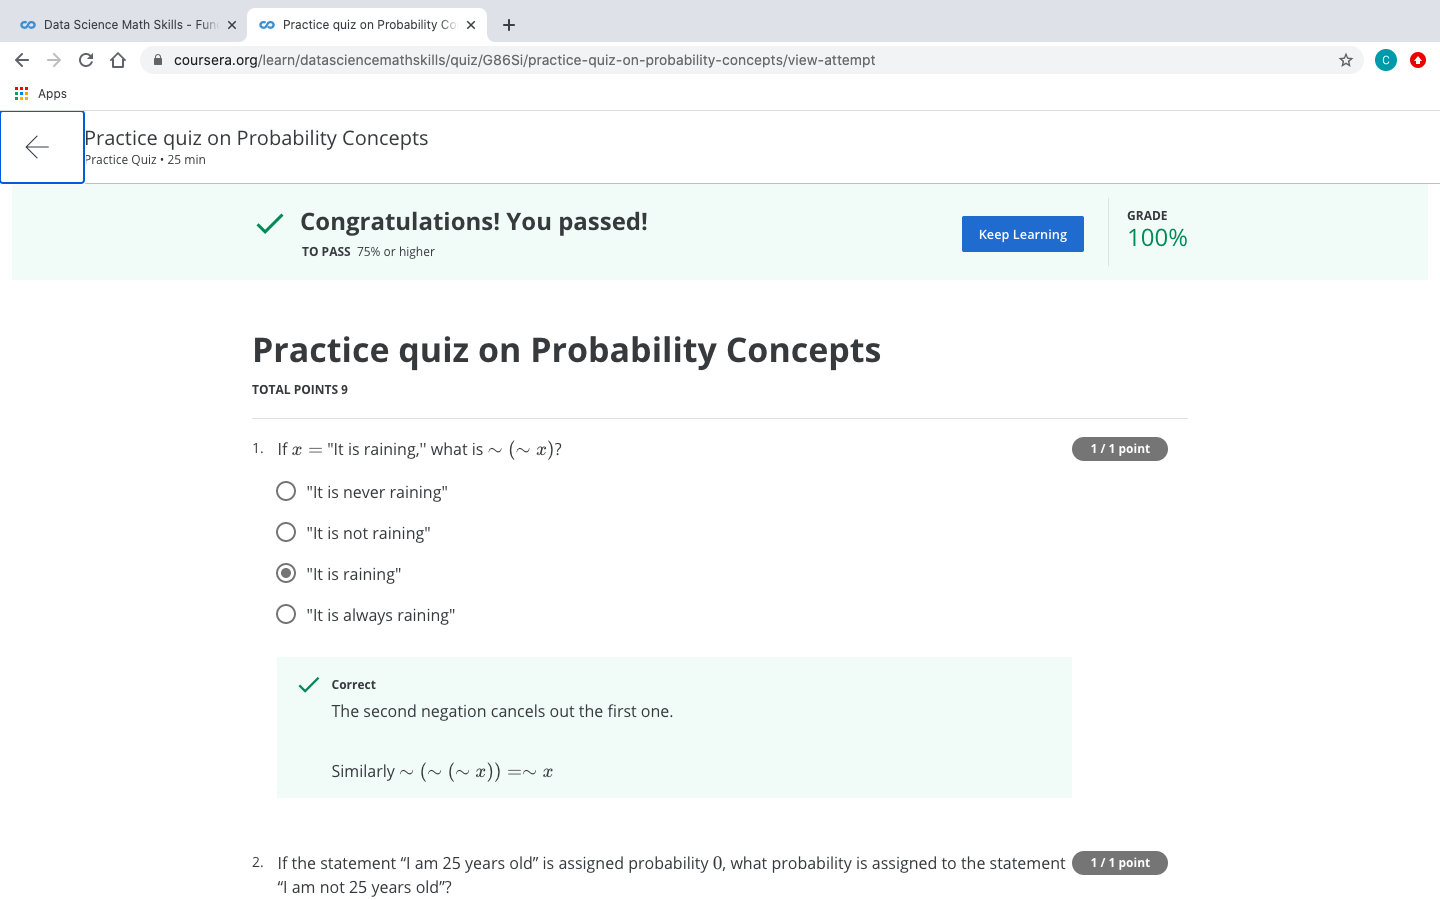 Data Science Math Skills - Fun
Practice quiz on Probability Co
coursera.org/learn/datasciencemathskills/quiz/G86Si/practice-quiz-on-probability-concepts/view-attempt
C
Apps
Practice quiz on Probability Concepts
Practice Quiz • 25 min
Congratulations! You passed!
TO PASS 75% or higher
Keep Learning
GRADE
100%
Practice quiz on Probability Concepts
TOTAL POINTS 9
1. If x = "It is raining,'' what is ∼ (∼ x)?
1 / 1 point
"It is never raining"
"It is not raining"
"It is raining"
"It is always raining"
Correct
The second negation cancels out the first one.
Similarly ∼ (∼ (∼ x)) =∼ x
2. If the statement “I am 25 years old” is assigned probability 0, what probability is assigned to the statement
1 / 1 point
“I am not 25 years old”?